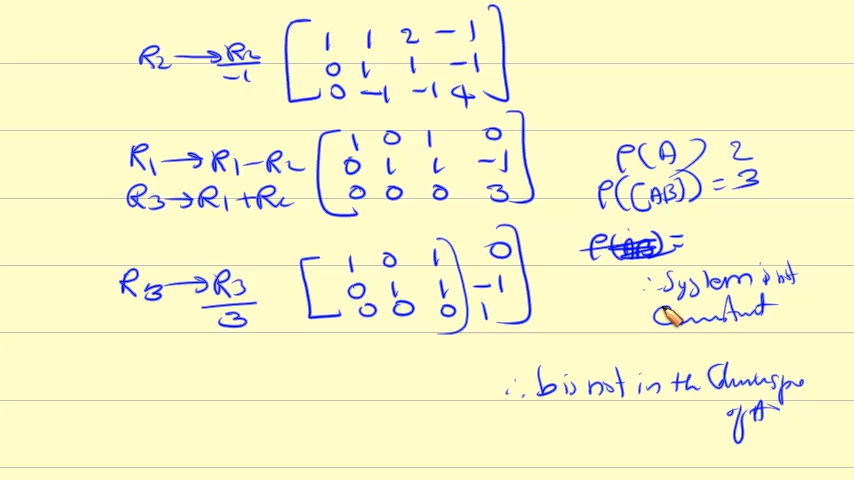 R2 → R2/-1 [ 1 1 2 -1
0 1 1 -1
0 -1 -1 4 ]
R1 → R1 - R2 [ 1 0 1 0
0 1 1 -1
R3 → R1 + R2 0 0 0 3 ]
ρ(A) 2
ρ((AB)) = 3
R3 → R3/3 [ 1 0 1 ) 0
0 1 1 -1
0 0 0 1 ]
∴ System is not
∴ b is not in the
of A